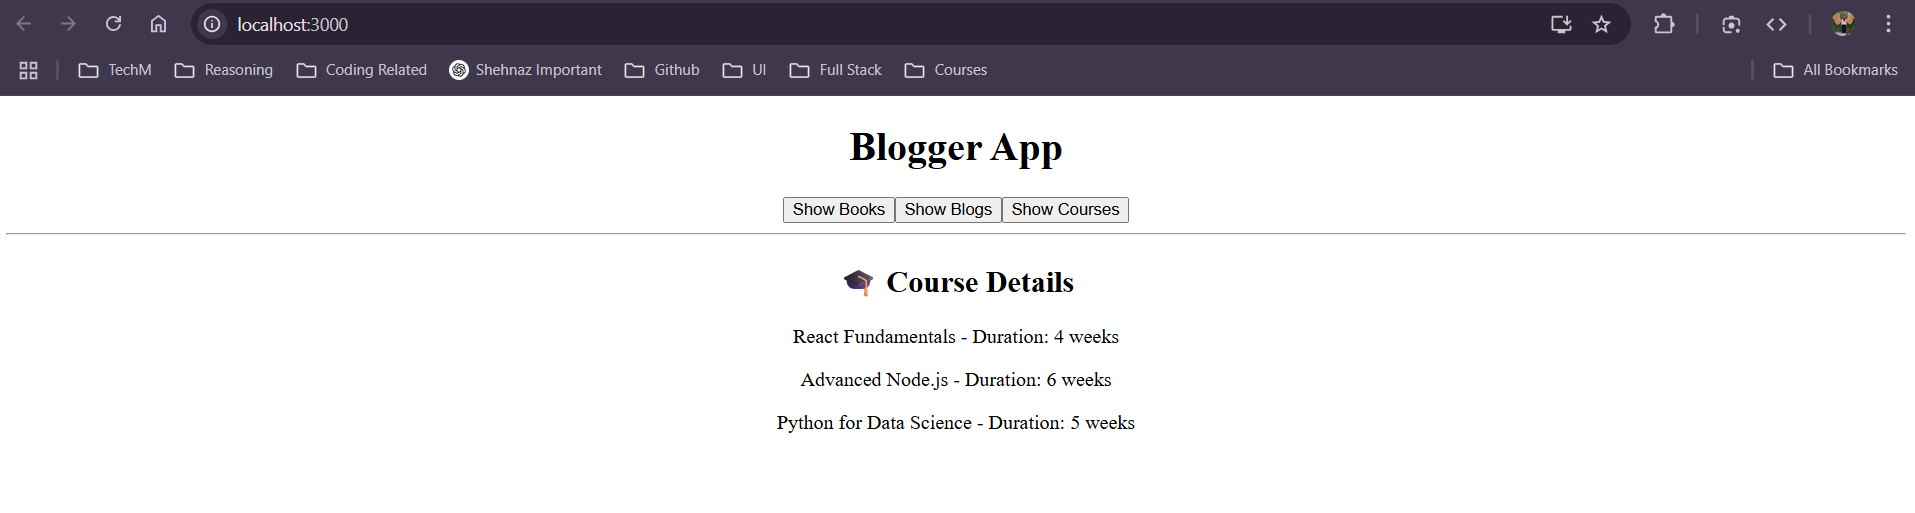 localhost:3000
TechM Reasoning Coding Related Shehnaz Important Github UI Full Stack Courses All Bookmarks
Blogger App
Show Books Show Blogs Show Courses
🎓 Course Details
React Fundamentals - Duration: 4 weeks
Advanced Node.js - Duration: 6 weeks
Python for Data Science - Duration: 5 weeks